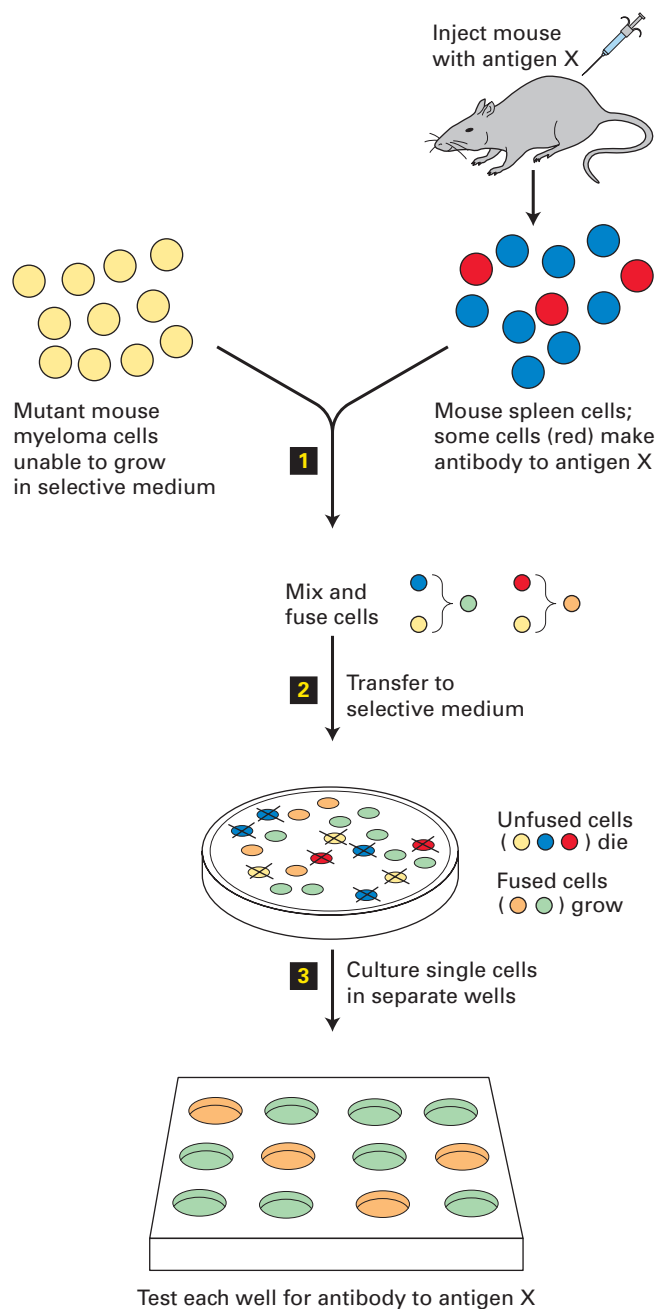 Inject mouse
with antigen X
Mutant mouse
myeloma cells
unable to grow
in selective medium
Mouse spleen cells;
some cells (red) make
antibody to antigen X
1
Mix and
fuse cells
2
Transfer to
selective medium
Unfused cells
( ) die
Fused cells
( ) grow
3
Culture single cells
in separate wells
Test each well for antibody to antigen X